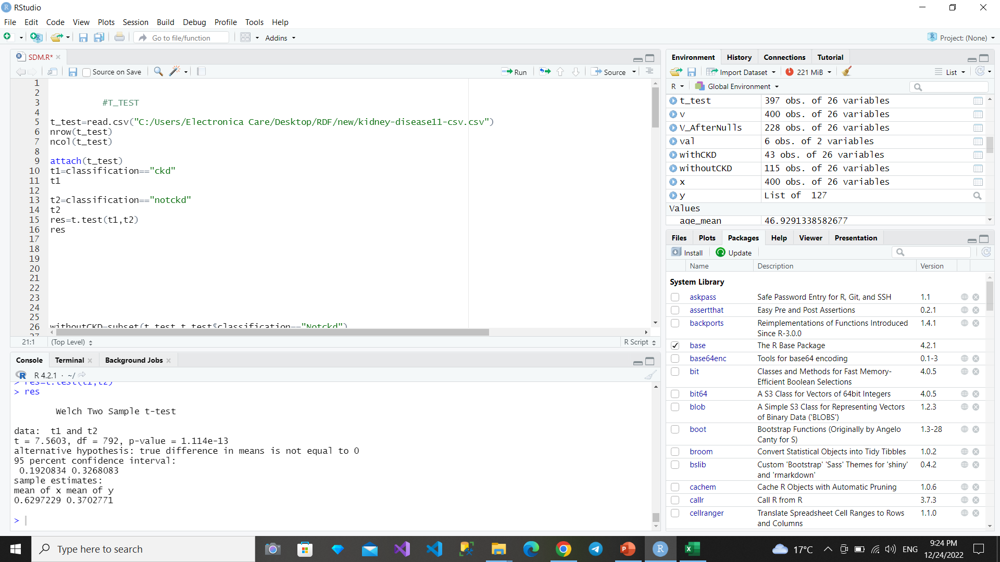 RStudio
File Edit Code View Plots Session Build Debug Profile Tools Help
Go to file/function Addins Project: (None)
SDM.R*
Source on Save Run Source
1
2
3 #T_TEST
4
5 t_test=read.csv("C:/Users/Electronica Care/Desktop/RDF/new/kidney-disease11-csv.csv")
6 nrow(t_test)
7 ncol(t_test)
8
9 attach(t_test)
10 t1=classification=="ckd"
11 t1
12
13 t2=classification=="notckd"
14 t2
15 res=t.test(t1,t2)
16 res
17
18
19
20
21
22
23
24
25
26 withoutCKD=subset(t_test,t_test$classification=="Notckd")
27
21:1 (Top Level) R Script
Console Terminal Background Jobs
R 4.2.1 · ~/
> res=t.test(t1,t2)
> res
Welch Two Sample t-test
data:  t1 and t2
t = 7.5603, df = 792, p-value = 1.114e-13
alternative hypothesis: true difference in means is not equal to 0
95 percent confidence interval:
0.1920834 0.3268083
sample estimates:
mean of x mean of y
0.6297229 0.3702771
>
Environment History Connections Tutorial
Import Dataset 221 MiB List
R Global Environment
t_test 397 obs. of 26 variables
v 400 obs. of 26 variables
V_AfterNulls 228 obs. of 26 variables
val 6 obs. of 2 variables
withCKD 43 obs. of 26 variables
withoutCKD 115 obs. of 26 variables
x 400 obs. of 26 variables
y List of  127
Values
age_mean 46.9291338582677
Files Plots Packages Help Viewer Presentation
Install Update
Name Description Version
System Library
askpass Safe Password Entry for R, Git, and SSH 1.1
assertthat Easy Pre and Post Assertions 0.2.1
backports Reimplementations of Functions Introduced Since R-3.0.0 1.4.1
base The R Base Package 4.2.1
base64enc Tools for base64 encoding 0.1-3
bit Classes and Methods for Fast Memory-Efficient Boolean Selections 4.0.5
bit64 A S3 Class for Vectors of 64bit Integers 4.0.5
blob A Simple S3 Class for Representing Vectors of Binary Data ('BLOBS') 1.2.3
boot Bootstrap Functions (Originally by Angelo Canty for S) 1.3-28
broom Convert Statistical Objects into Tidy Tibbles 1.0.2
bslib Custom 'Bootstrap' 'Sass' Themes for 'shiny' and 'rmarkdown' 0.4.2
cachem Cache R Objects with Automatic Pruning 1.0.6
callr Call R from R 3.7.3
cellranger Translate Spreadsheet Cell Ranges to Rows and Columns 1.1.0
Type here to search 17°C ENG 9:24 PM
12/24/2022